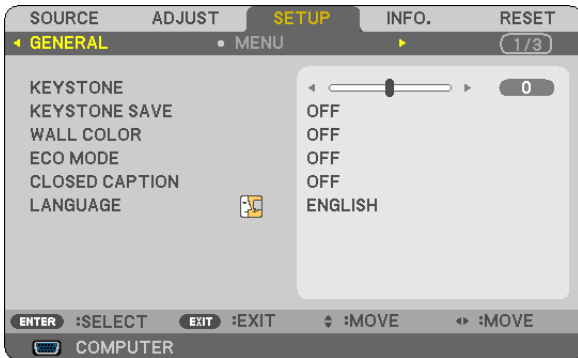 SOURCE ADJUST SETUP INFO. RESET
GENERAL MENU 1/3
KEYSTONE 0
KEYSTONE SAVE OFF
WALL COLOR OFF
ECO MODE OFF
CLOSED CAPTION OFF
LANGUAGE ENGLISH
ENTER :SELECT EXIT :EXIT :MOVE :MOVE
COMPUTER